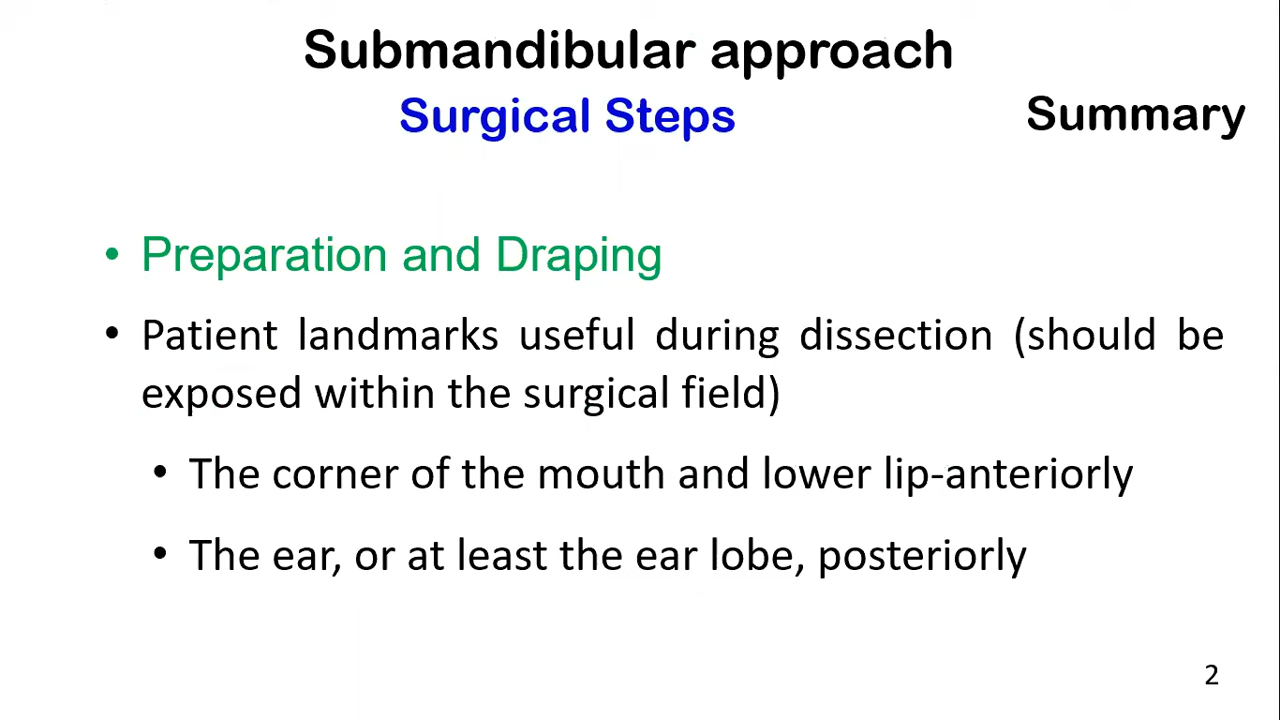 Submandibular approach
Surgical Steps
Summary
• Preparation and Draping
• Patient landmarks useful during dissection (should be
exposed within the surgical field)
• The corner of the mouth and lower lip-anteriorly
• The ear, or at least the ear lobe, posteriorly
2